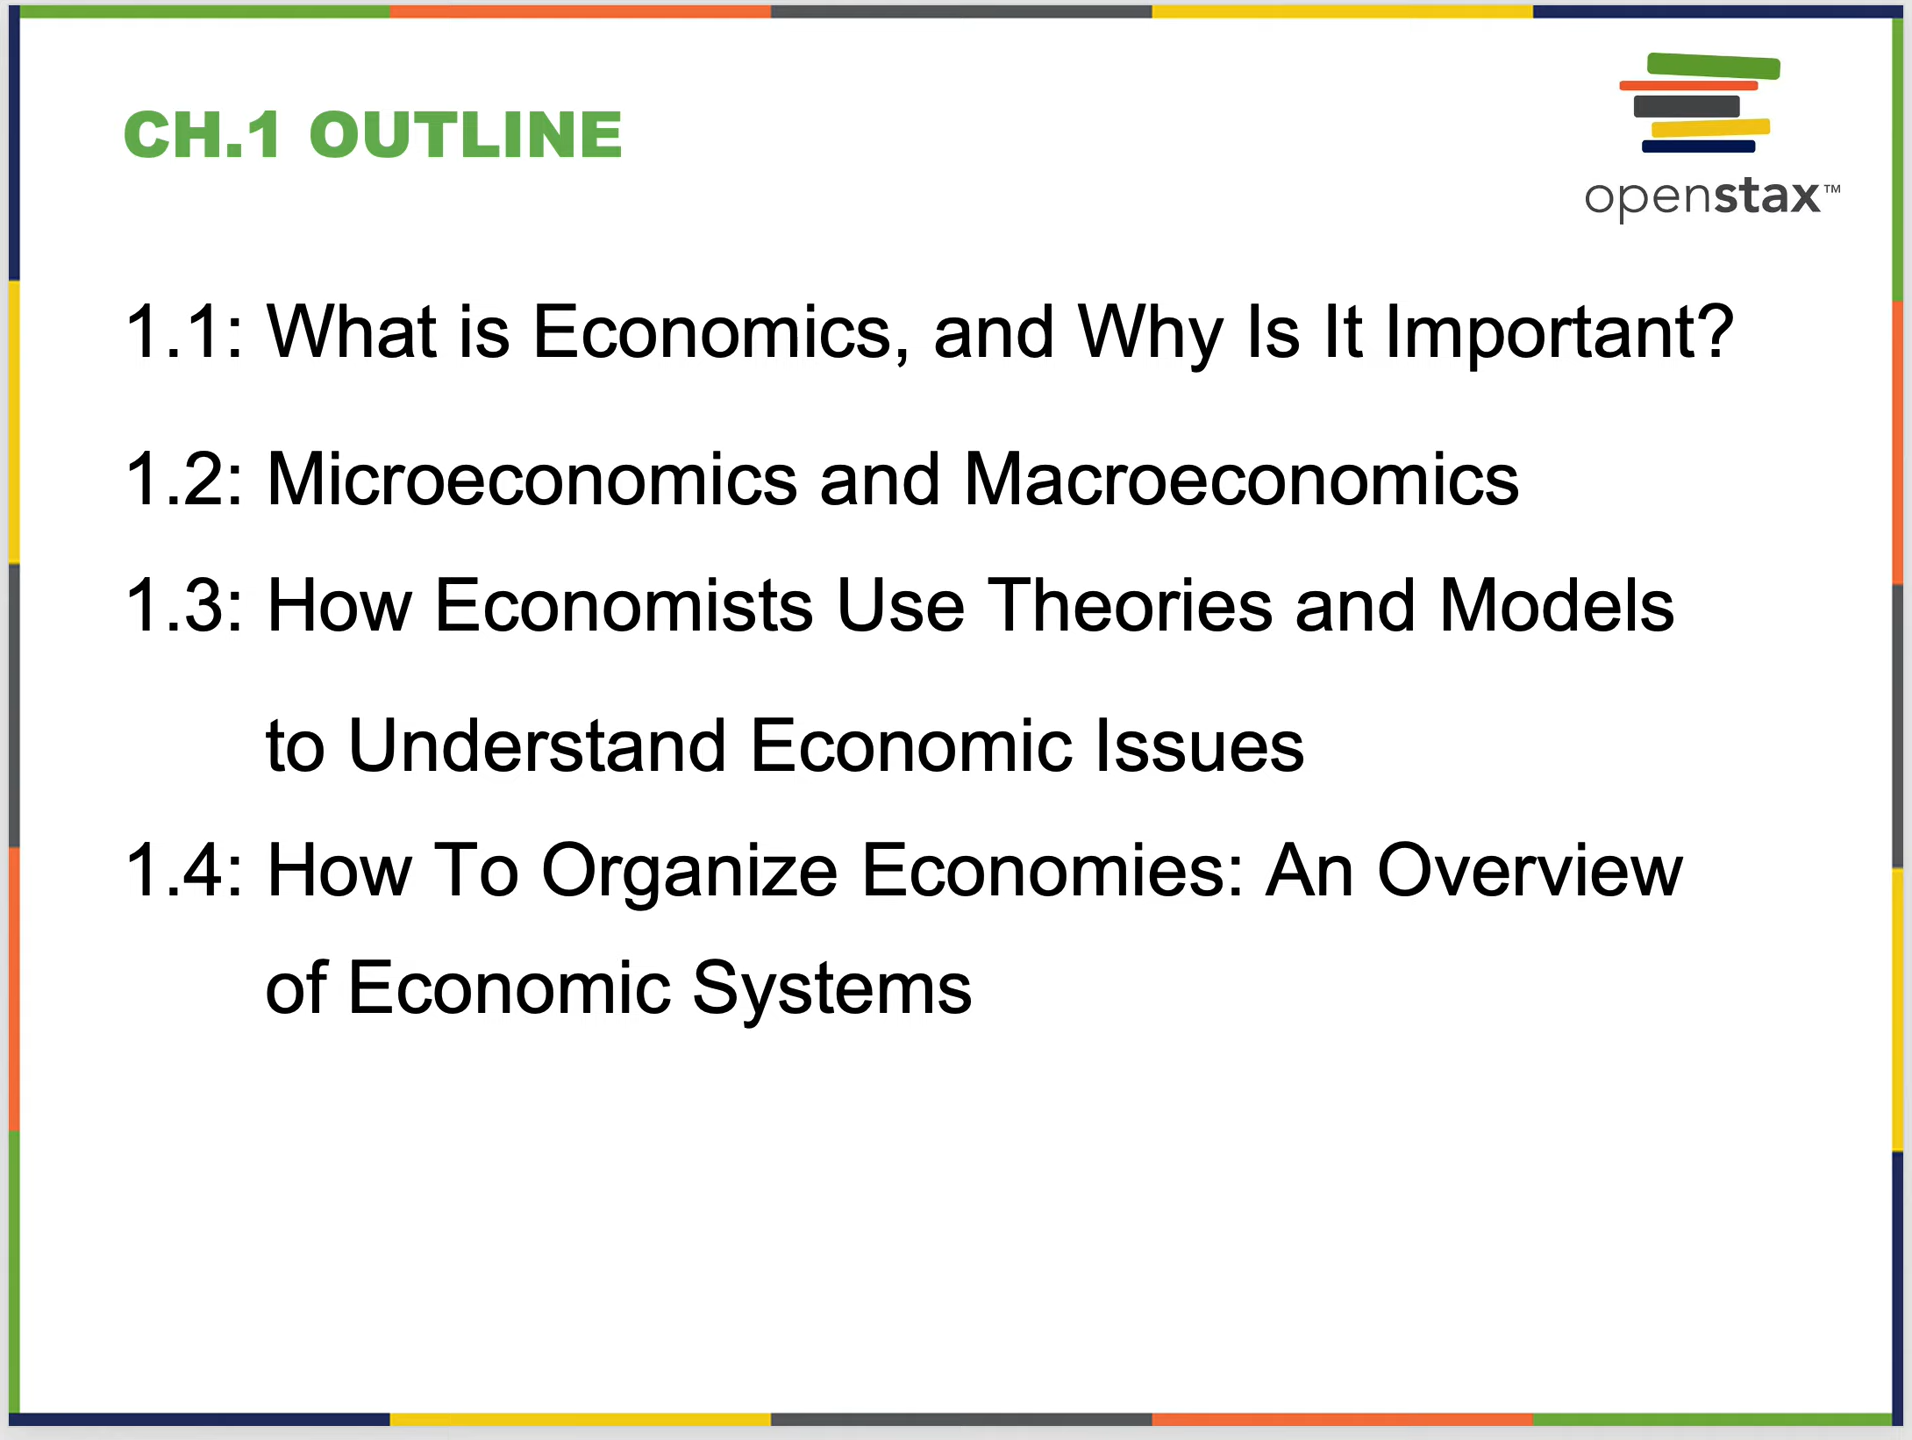 CH.1 OUTLINE
openstax™
1.1: What is Economics, and Why Is It Important?
1.2: Microeconomics and Macroeconomics
1.3: How Economists Use Theories and Models
to Understand Economic Issues
1.4: How To Organize Economies: An Overview
of Economic Systems